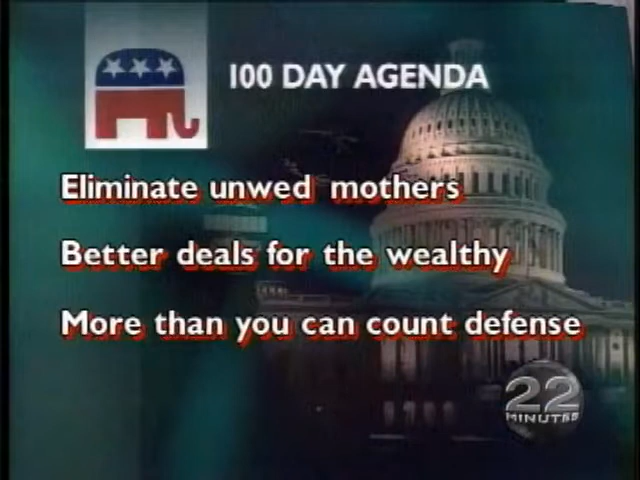 100 DAY AGENDA
Eliminate unwed mothers
Better deals for the wealthy
More than you can count defense
22
MINUTES